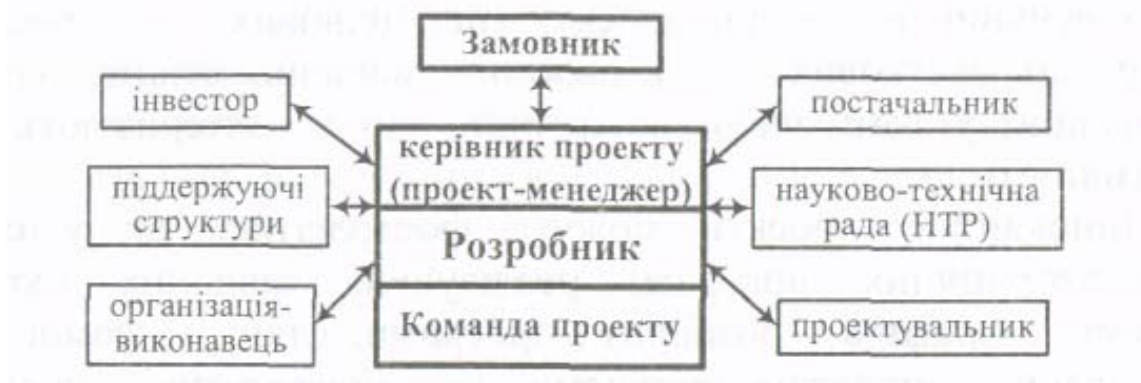 Замовник
інвестор
постачальник
керівник проекту
(проект-менеджер)
піддержуючі
структури
науково-технічна
рада (НТР)
Розробник
організація-
виконавець
Команда проекту
проектувальник